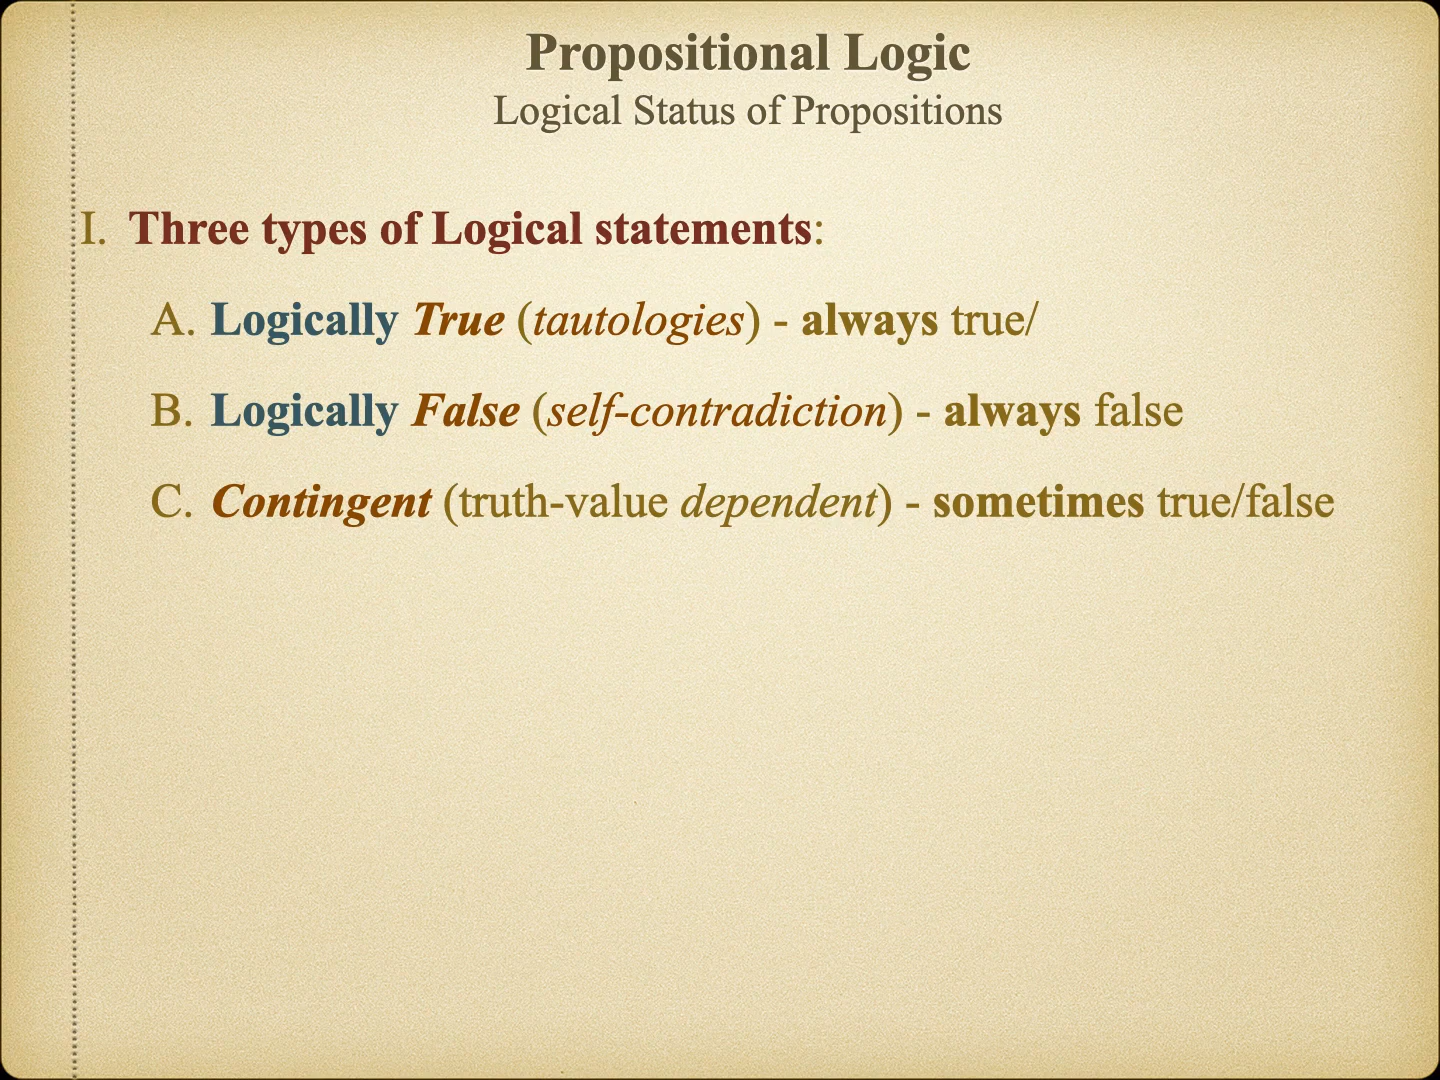 Propositional Logic
Logical Status of Propositions
I. Three types of Logical statements:
A. Logically True (tautologies) - always true/
B. Logically False (self-contradiction) - always false
C. Contingent (truth-value dependent) - sometimes true/false